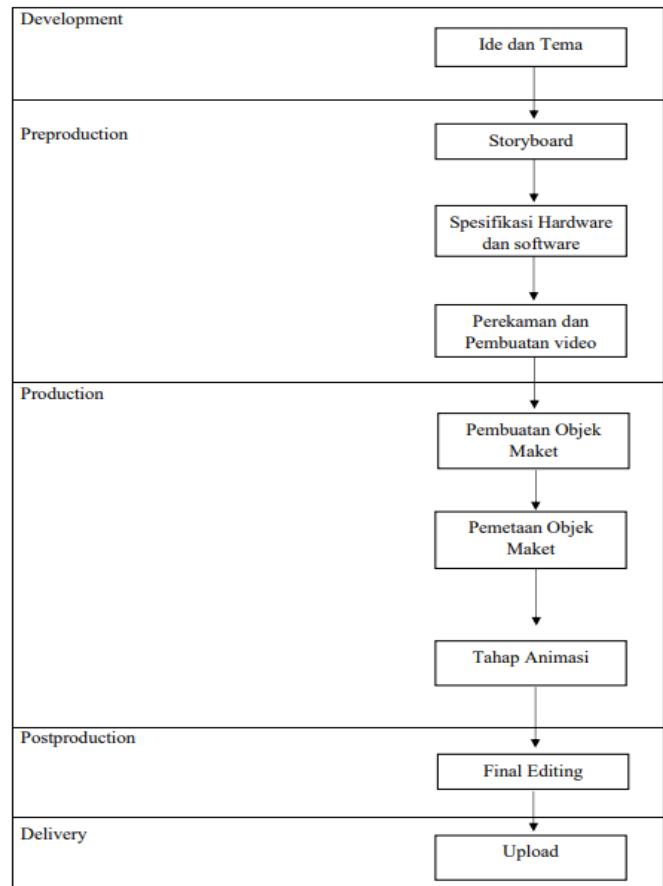 Development
Ide dan Tema
Preproduction
Storyboard
Spesifikasi Hardware
dan software
Perekaman dan
Pembuatan video
Production
Pembuatan Objek
Maket
Pemetaan Objek
Maket
Tahap Animasi
Postproduction
Final Editing
Delivery
Upload